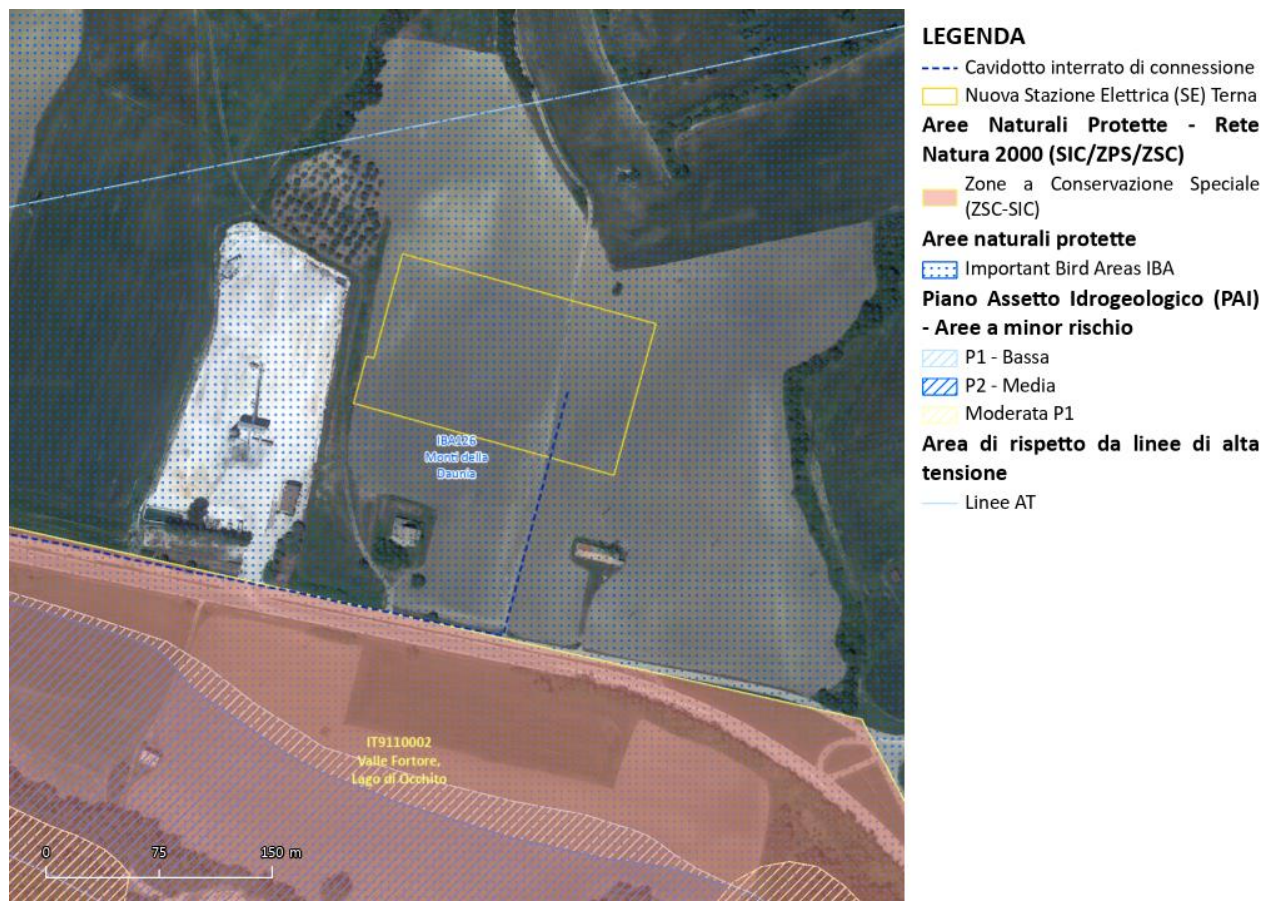 IBA126
Monti della
Daunia
IT9110002
Valle Fortore,
Lago di Occhito
0 75 150 m
LEGENDA
Cavidotto interrato di connessione
Nuova Stazione Elettrica (SE) Terna
Aree Naturali Protette - Rete
Natura 2000 (SIC/ZPS/ZSC)
Zone a Conservazione Speciale
(ZSC-SIC)
Aree naturali protette
Important Bird Areas IBA
Piano Assetto Idrogeologico (PAI)
- Aree a minor rischio
P1 - Bassa
P2 - Media
Moderata P1
Area di rispetto da linee di alta
tensione
Linee AT